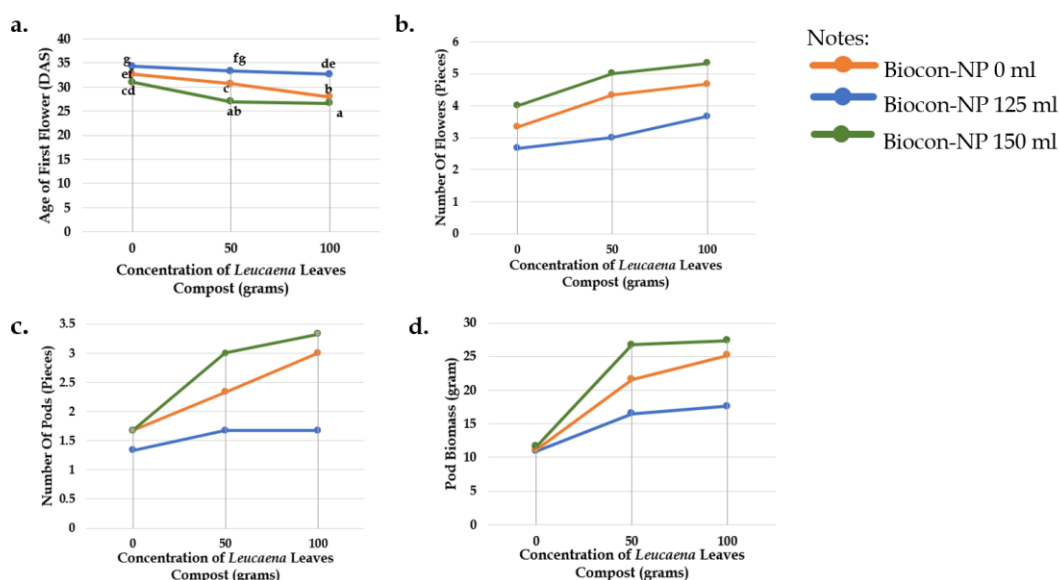 a.
Age of First Flower (DAS)
40
35
30
25
20
15
10
5
0
g
fg
de
ef
c
b
cd
ab
a
0 50 100
Concentration of Leucaena Leaves
Compost (grams)
b.
Number Of Flowers (Pieces)
6
5
4
3
2
1
0
0 50 100
Concentration of Leucaena Leaves
Compost (grams)
Notes:
Biocon-NP 0 ml
Biocon-NP 125 ml
Biocon-NP 150 ml
c.
Number Of Pods (Pieces)
3.5
3
2.5
2
1.5
1
0.5
0
0 50 100
Concentration of Leucaena Leaves
Compost (grams)
d.
Pod Biomass (gram)
30
25
20
15
10
5
0
0 50 100
Concentration of Leucaena Leaves
Compost (grams)